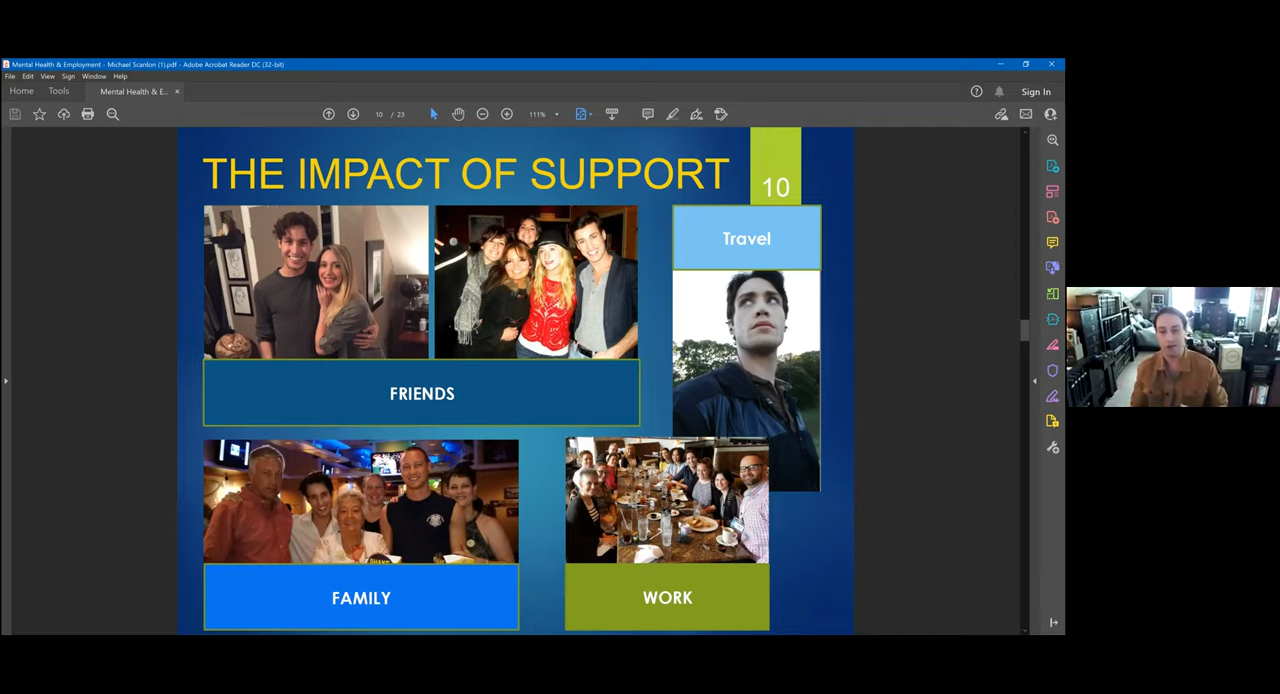 Mental Health & Employment - Michael Scanlon (1).pdf - Adobe Acrobat Reader DC (32-bit)
File Edit View Sign Window Help
Home Tools Mental Health & E... ×
Sign In
10 / 23
111%
THE IMPACT OF SUPPORT
10
Travel
FRIENDS
FAMILY
WORK